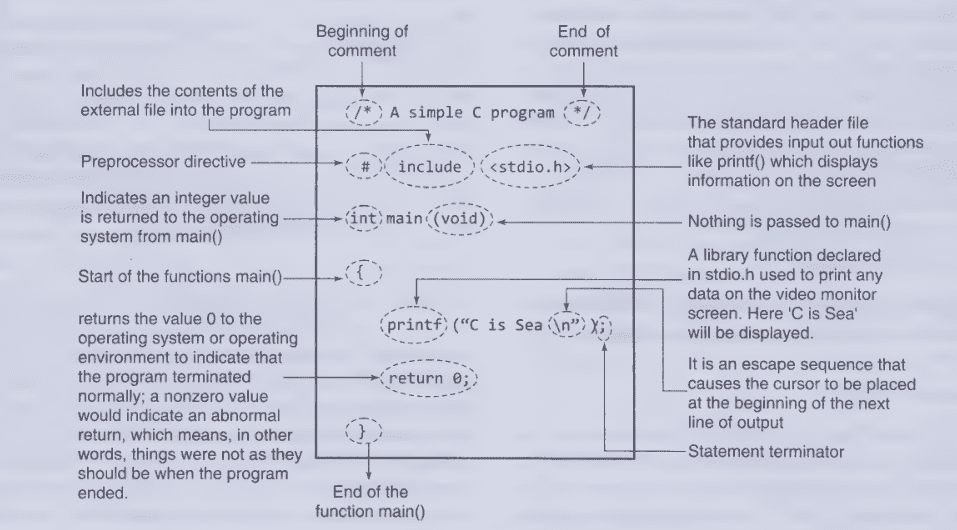 Beginning of
comment
End of
comment
Includes the contents of the
external file into the program
/* A simple C program */
Preprocessor directive
# include <stdio.h>
The standard header file
that provides input out functions
like printf() which displays
information on the screen
Indicates an integer value
is returned to the operating
system from main()
int main (void)
Nothing is passed to main()
Start of the functions main()
{
A library function declared
in stdio.h used to print any
data on the video monitor
screen. Here 'C is Sea'
will be displayed.
printf (“C is Sea \n” );
returns the value 0 to the
operating system or operating
environment to indicate that
the program terminated
normally; a nonzero value
would indicate an abnormal
return, which means, in other
words, things were not as they
should be when the program
ended.
return 0;
It is an escape sequence that
causes the cursor to be placed
at the beginning of the next
line of output
}
Statement terminator
End of the
function main()